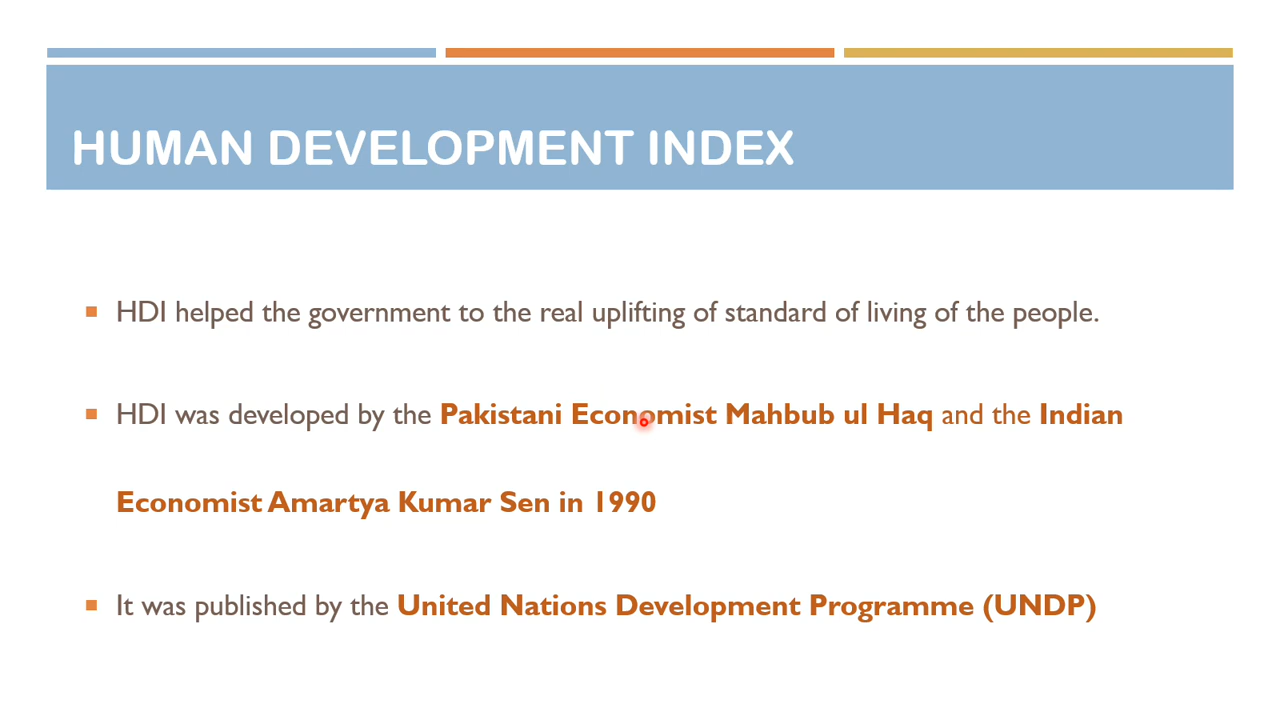 HUMAN DEVELOPMENT INDEX
HDI helped the government to the real uplifting of standard of living of the people.
HDI was developed by the Pakistani Economist Mahbub ul Haq and the Indian
Economist Amartya Kumar Sen in 1990
It was published by the United Nations Development Programme (UNDP)